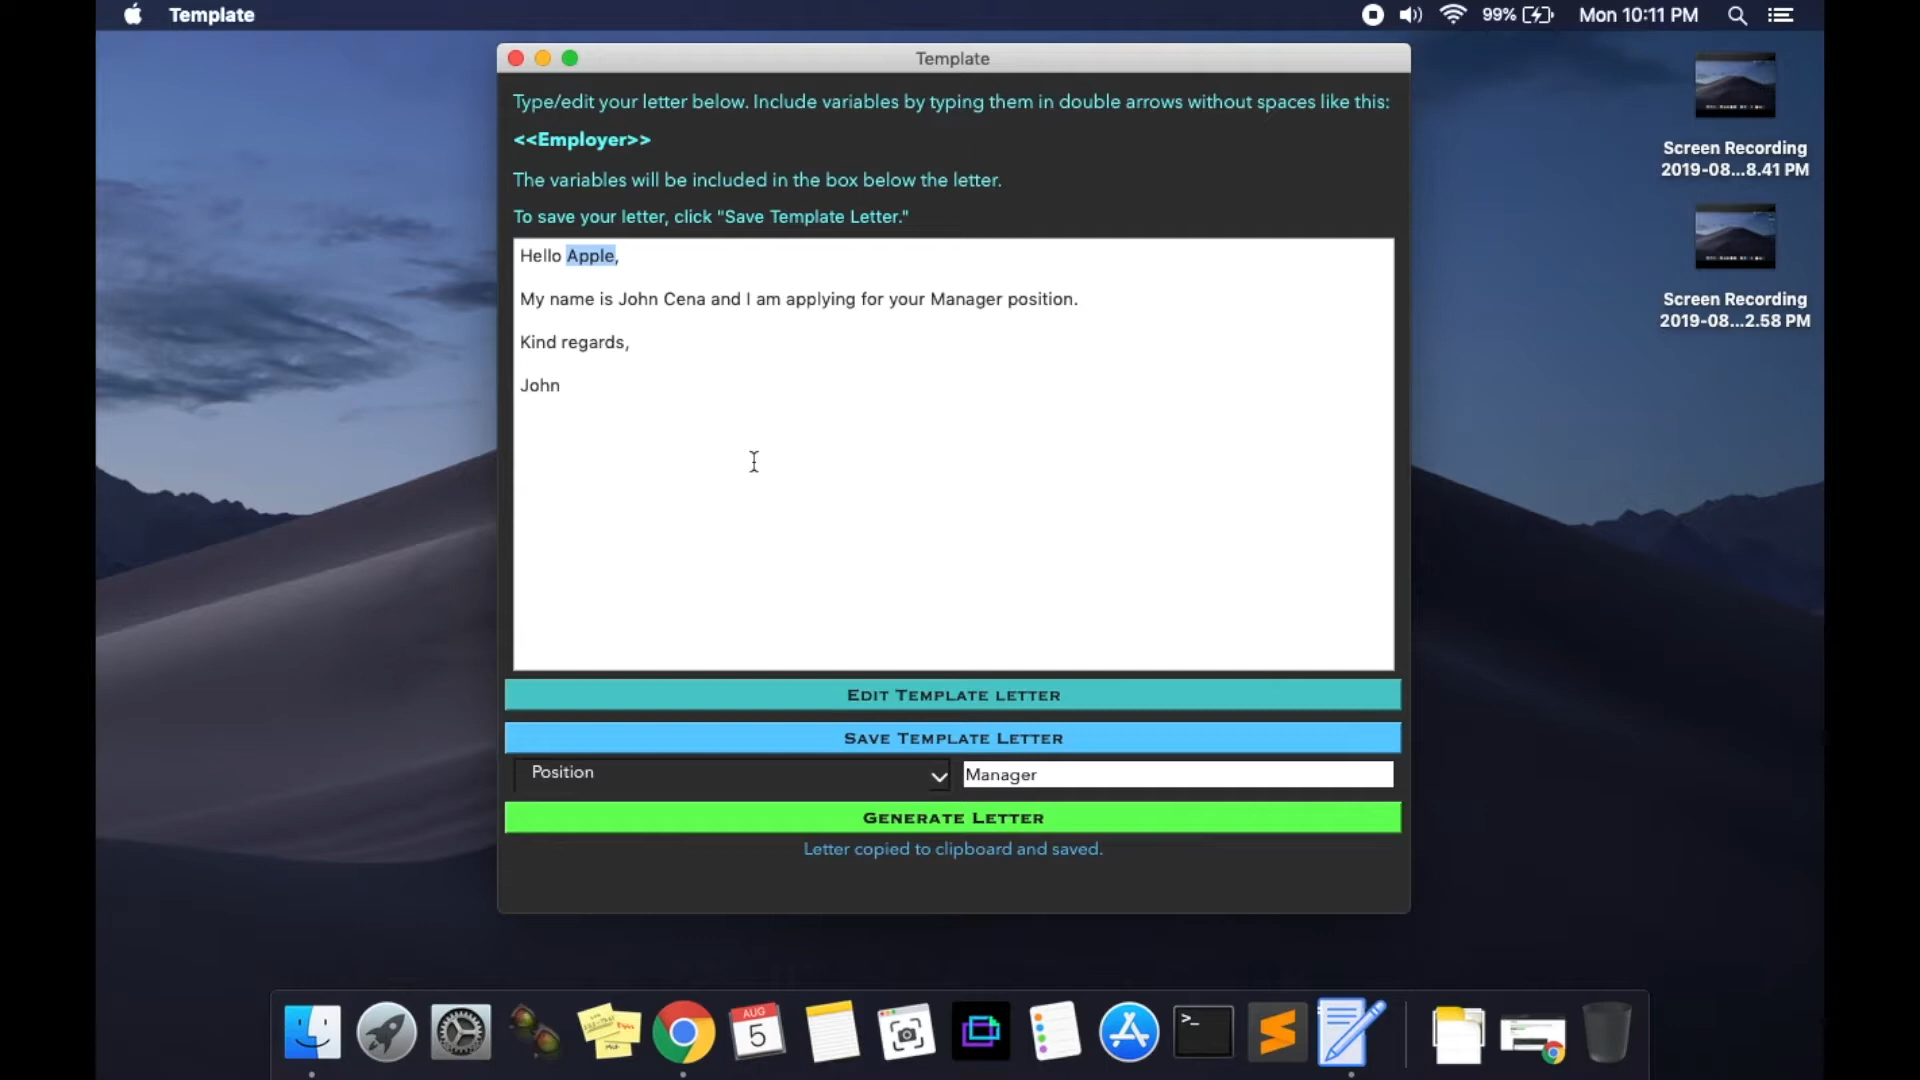 Template
99%
Mon 10:11 PM
Template
Type/edit your letter below. Include variables by typing them in double arrows without spaces like this:
<<Employer>>
The variables will be included in the box below the letter.
To save your letter, click "Save Template Letter."
Hello Apple,
My name is John Cena and I am applying for your Manager position.
Kind regards,
John
Edit Template letter
Save Template Letter
Position
Manager
Generate Letter
Letter copied to clipboard and saved.
Screen Recording
2019-08...8.41 PM
Screen Recording
2019-08...2.58 PM
AUG
5
>_